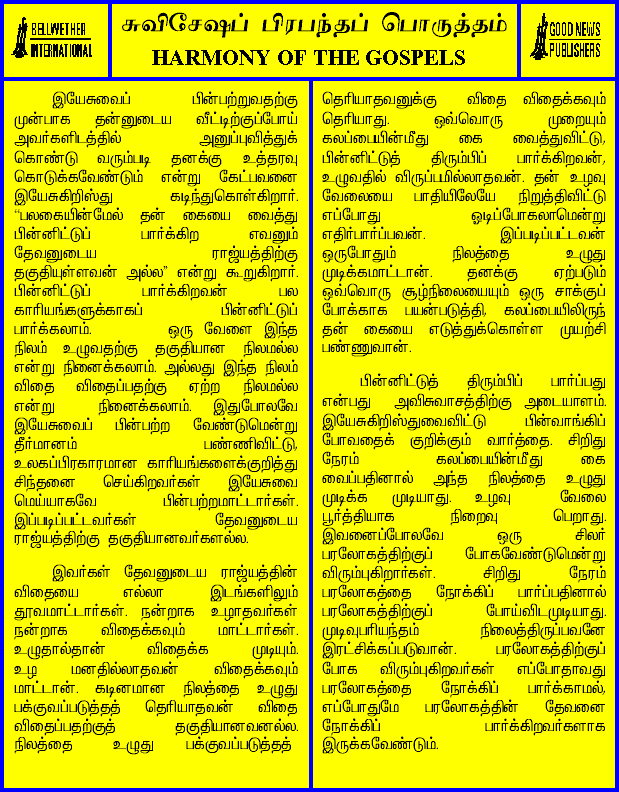 BELLWETHER
INTERNATIONAL
சுவிசேஷப் பிரபந்தப் பொருத்தம்
HARMONY OF THE GOSPELS
GOOD NEWS
PUBLISHERS
இயேசுவைப் பின்பற்றுவதற்கு
முன்பாக தன்னுடைய வீட்டிற்குப்போய்
அவர்களிடத்தில் அனுப்புவித்துக்
கொண்டு வரும்படி தனக்கு உத்தரவு
கொடுக்கவேண்டும் என்று கேட்பவனை
இயேசுகிறிஸ்து கடிந்துகொள்கிறார்.
“பலகையின்மேல் தன் கையை வைத்து
பின்னிட்டுப் பார்க்கிற எவனும்
தேவனுடைய ராஜ்யத்திற்கு
தகுதியுள்ளவன் அல்ல” என்று கூறுகிறார்.
பின்னிட்டுப் பார்க்கிறவன் பல
காரியங்களுக்காகப் பின்னிட்டுப்
பார்க்கலாம். ஒரு வேளை இந்த
நிலம் உழுவதற்கு தகுதியான நிலமல்ல
என்று நினைக்கலாம். அல்லது இந்த நிலம்
விதை விதைப்பதற்கு ஏற்ற நிலமல்ல
என்று நினைக்கலாம். இதுபோலவே
இயேசுவைப் பின்பற்ற வேண்டுமென்று
தீர்மானம் பண்ணிவிட்டு,
உலகப்பிரகாரமான காரியங்களைக்குறித்து
சிந்தனை செய்கிறவர்கள் இயேசுவை
மெய்யாகவே பின்பற்றமாட்டார்கள்.
இப்படிப்பட்டவர்கள் தேவனுடைய
ராஜ்யத்திற்கு தகுதியானவர்களல்ல.
இவர்கள் தேவனுடைய ராஜ்யத்தின்
விதையை எல்லா இடங்களிலும்
தூவமாட்டார்கள். நன்றாக உழாதவர்கள்
நன்றாக விதைக்கவும் மாட்டார்கள்.
உழுதால்தான் விதைக்க முடியும்.
உழ மனதில்லாதவன் விதைக்கவும்
மாட்டான். கடினமான நிலத்தை உழுது
பக்குவப்படுத்தத் தெரியாதவன் விதை
விதைப்பதற்குத் தகுதியானவனல்ல.
நிலத்தை உழுது பக்குவப்படுத்தத்
தெரியாதவனுக்கு விதை விதைக்கவும்
தெரியாது. ஒவ்வொரு முறையும்
கலப்பையின்மீது கை வைத்துவிட்டு,
பின்னிட்டுத் திரும்பிப் பார்க்கிறவன்,
உழுவதில் விருப்பமில்லாதவன். தன் உழவு
வேலையை பாதியிலேயே நிறுத்திவிட்டு
எப்போது ஓடிப்போகலாமென்று
எதிர்பார்ப்பவன். இப்படிப்பட்டவன்
ஒருபோதும் நிலத்தை உழுது
முடிக்கமாட்டான். தனக்கு ஏற்படும்
ஒவ்வொரு சூழ்நிலையையும் ஒரு சாக்குப்
போக்காக பயன்படுத்தி, கலப்பையிலிருந்
தன் கையை எடுத்துக்கொள்ள முயற்சி
பண்ணுவான்.
பின்னிட்டுத் திரும்பிப் பார்ப்பது
என்பது அவிசுவாசத்திற்கு அடையாளம்.
இயேசுகிறிஸ்துவைவிட்டு பின்வாங்கிப்
போவதைக் குறிக்கும் வார்த்தை. சிறிது
நேரம் கலப்பையின்மீது கை
வைப்பதினால் அந்த நிலத்தை உழுது
முடிக்க முடியாது. உழவு வேலை
பூர்த்தியாக நிறைவு பெறாது.
இவனைப்போலவே ஒரு சிலர்
பரலோகத்திற்குப் போகவேண்டுமென்று
விரும்புகிறார்கள். சிறிது நேரம்
பரலோகத்தை நோக்கிப் பார்ப்பதினால்
பரலோகத்திற்குப் போய்விடமுடியாது.
முடிவுபரியந்தம் நிலைத்திருப்பவனே
இரட்சிக்கப்படுவான். பரலோகத்திற்குப்
போக விரும்புகிறவர்கள் எப்போதாவது
பரலோகத்தை நோக்கிப் பார்க்காமல்,
எப்போதுமே பரலோகத்தின் தேவனை
நோக்கிப் பார்க்கிறவர்களாக
இருக்கவேண்டும்.